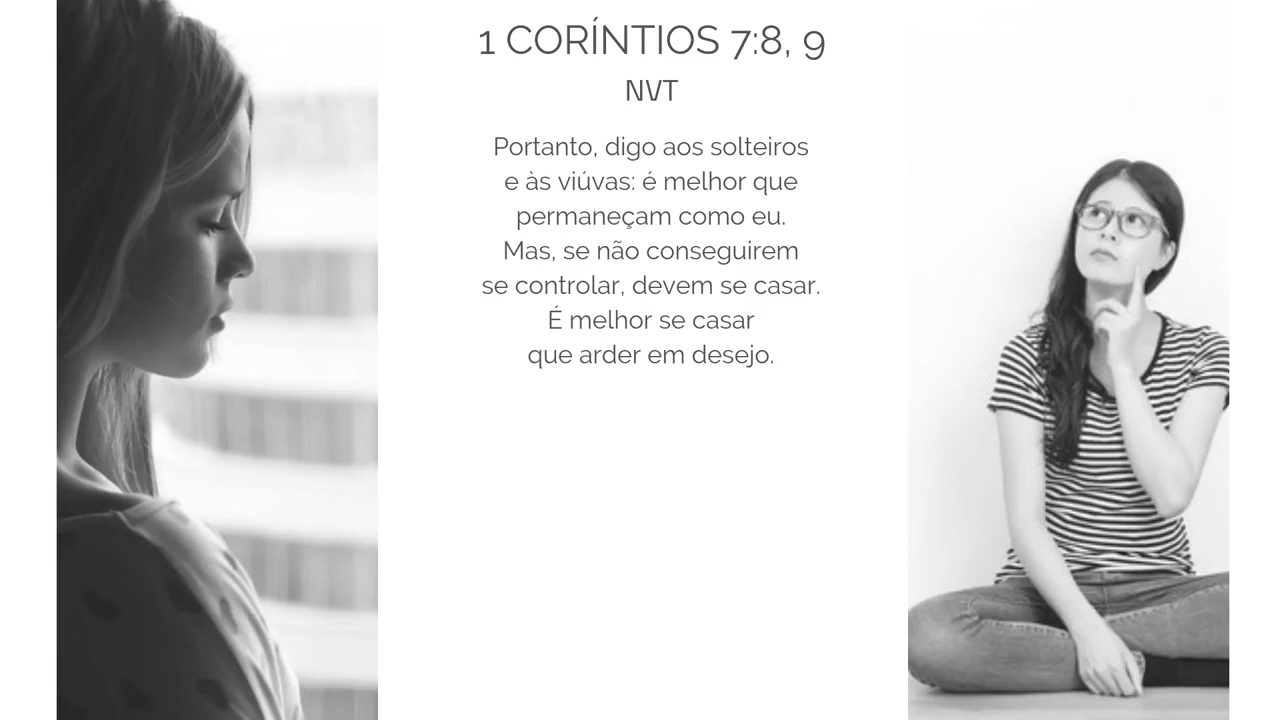 1 CORÍNTIOS 7:8, 9
NVT
Portanto, digo aos solteiros
e às viúvas: é melhor que
permaneçam como eu.
Mas, se não conseguirem
se controlar, devem se casar.
É melhor se casar
que arder em desejo.